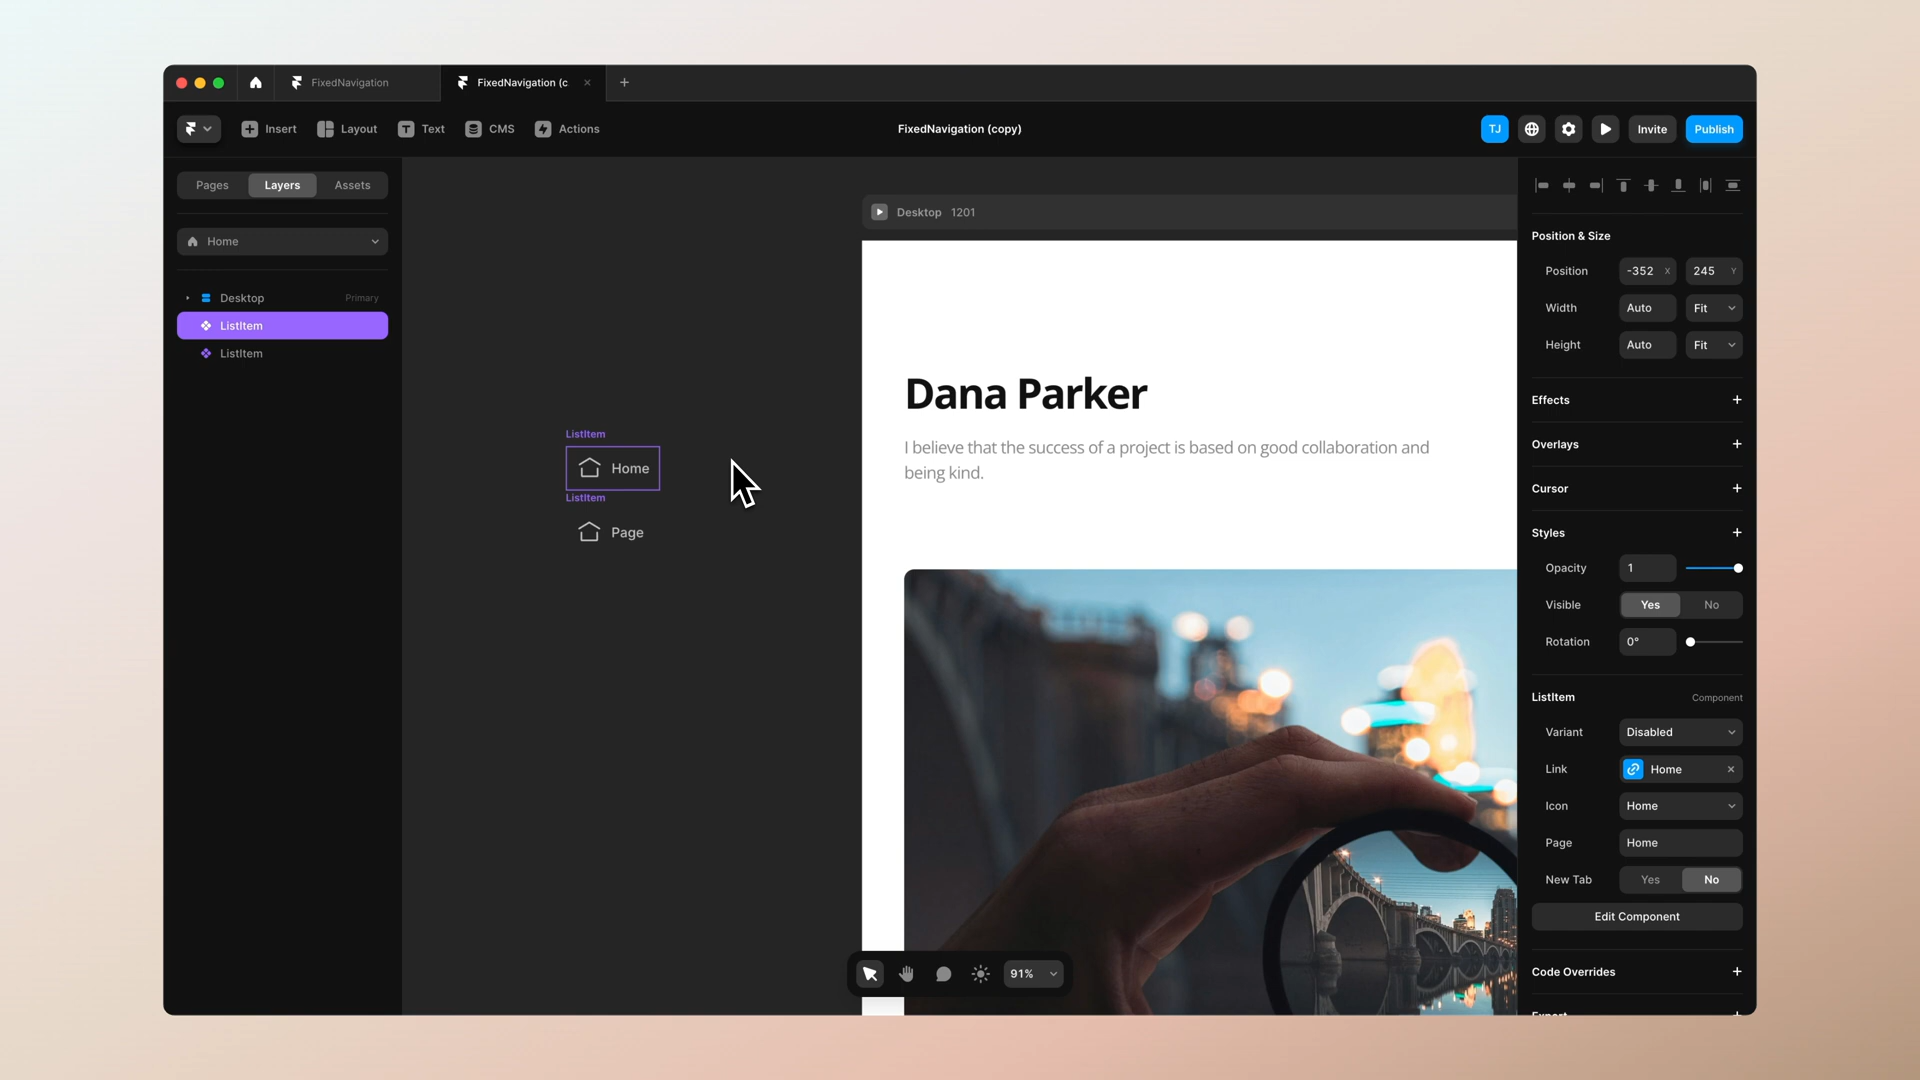 FixedNavigation
FixedNavigation (c
Insert
Layout
Text
CMS
Actions
FixedNavigation (copy)
TJ
Invite
Publish
Pages
Layers
Assets
Home
Desktop
Primary
ListItem
ListItem
Desktop 1201
ListItem
Home
ListItem
Page
Dana Parker
I believe that the success of a project is based on good collaboration and
being kind.
91%
Position & Size
Position -352 X 245 Y
Width Auto Fit
Height Auto Fit
Effects
Overlays
Cursor
Styles
Opacity 1
Visible Yes No
Rotation 0°
ListItem Component
Variant Disabled
Link Home
Icon Home
Page Home
New Tab Yes No
Edit Component
Code Overrides
Export